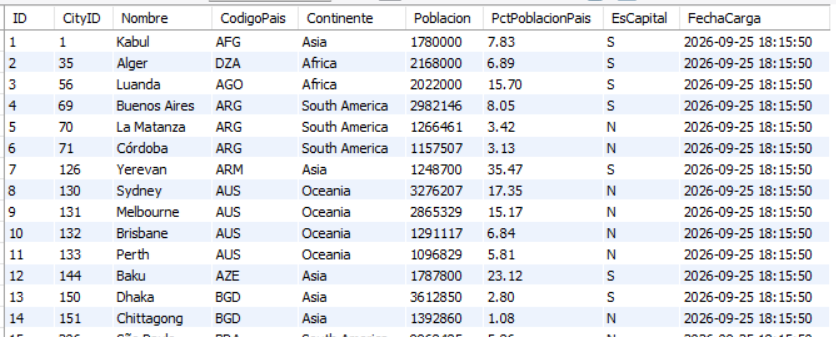 ID CityID Nombre CodigoPais Continente Poblacion PctPoblacionPais EsCapital FechaCarga
1 1 Kabul AFG Asia 1780000 7.83 S 2026-09-25 18:15:50
2 35 Alger DZA Africa 2168000 6.89 S 2026-09-25 18:15:50
3 56 Luanda AGO Africa 2022000 15.70 S 2026-09-25 18:15:50
4 69 Buenos Aires ARG South America 2982146 8.05 S 2026-09-25 18:15:50
5 70 La Matanza ARG South America 1266461 3.42 N 2026-09-25 18:15:50
6 71 Córdoba ARG South America 1157507 3.13 N 2026-09-25 18:15:50
7 126 Yerevan ARM Asia 1248700 35.47 S 2026-09-25 18:15:50
8 130 Sydney AUS Oceania 3276207 17.35 N 2026-09-25 18:15:50
9 131 Melbourne AUS Oceania 2865329 15.17 N 2026-09-25 18:15:50
10 132 Brisbane AUS Oceania 1291117 6.84 N 2026-09-25 18:15:50
11 133 Perth AUS Oceania 1096829 5.81 N 2026-09-25 18:15:50
12 144 Baku AZE Asia 1787800 23.12 S 2026-09-25 18:15:50
13 150 Dhaka BGD Asia 3612850 2.80 S 2026-09-25 18:15:50
14 151 Chittagong BGD Asia 1392860 1.08 N 2026-09-25 18:15:50